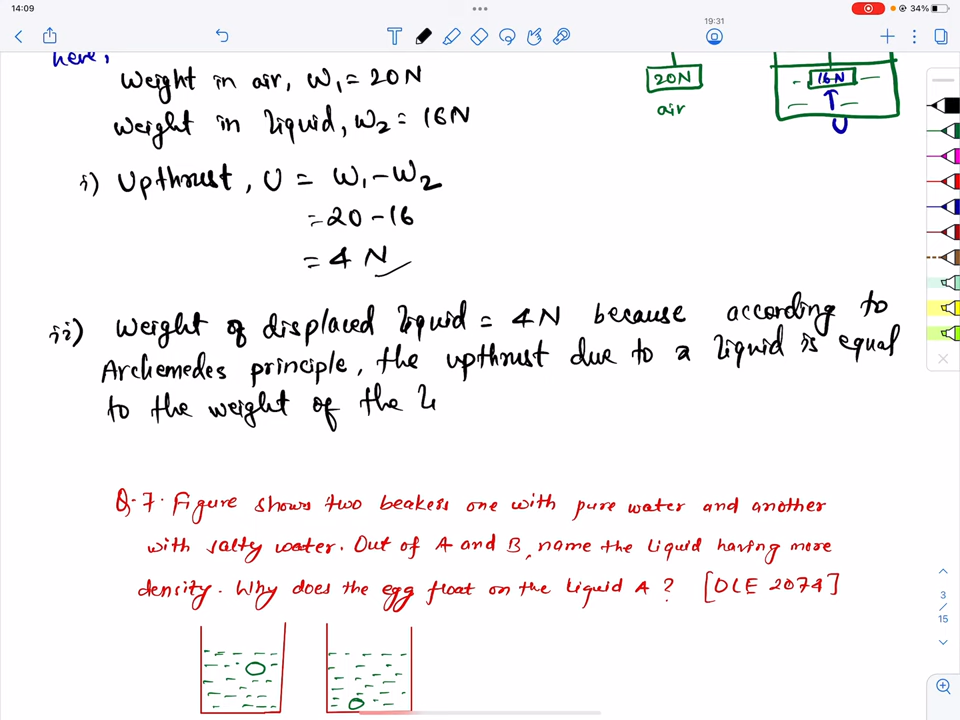 14:09
34%
19:31
here,
Weight in air, W1 = 20N
Weight in liquid, W2 = 16N
20N
air
16N
U
i) Upthrust, U = W1 - W2
= 20 - 16
= 4 N
ii) Weight of displaced liquid = 4N because according to
Archemedes principle, the upthrust due to a liquid is equal
to the weight of the
Q.7. Figure shows two beakers one with pure water and another
with salty water. Out of A and B, name the liquid having more
density. Why does the egg float on the liquid A? [DLE 2074]
3
/
15